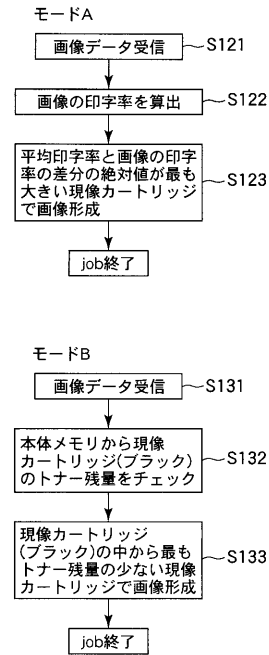 モードA
画像データ受信
S121
画像の印字率を算出
S122
平均印字率と画像の印字
率の差分の絶対値が最も
大きい現像カートリッジ
で画像形成
S123
job終了
モードB
画像データ受信
S131
本体メモリから現像
カートリッジ(ブラック)
のトナー残量をチェック
S132
現像カートリッジ
(ブラック)の中から最も
トナー残量の少ない現像
カートリッジで画像形成
S133
job終了